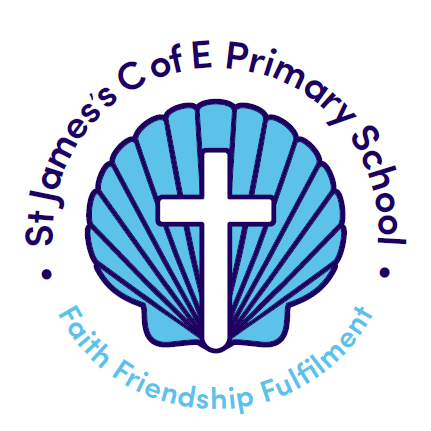 St James's C of E Primary School
Faith Friendship Fulfilment